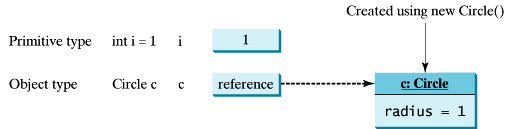 Created using new Circle()
Primitive type int i = 1 i 1
Object type Circle c c reference
c: Circle
radius = 1